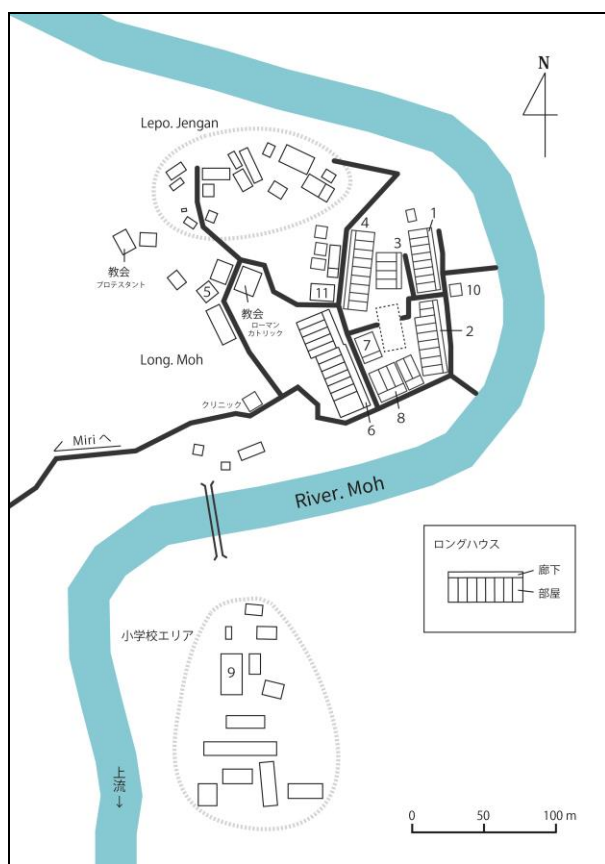 N
Lepo. Jengan
1
4
3
教会
プロテスタント
5
11
10
教会
ローマン
カトリック
2
7
Long. Moh
クリニック
6
8
Miri へ
River. Moh
ロングハウス
廊下
部屋
小学校エリア
9
上流→
0
50
100 m